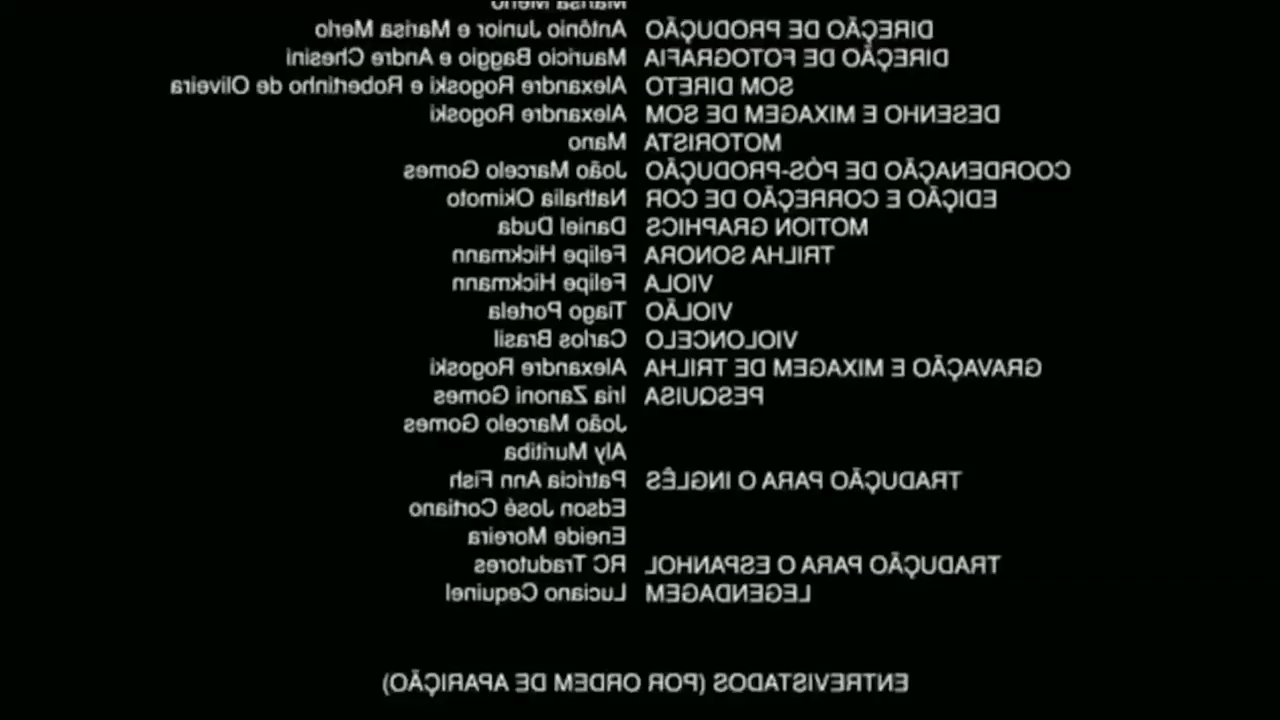 Marisa Merlo
DIREÇÃO DE PRODUÇÃO Antônio Junior e Marisa Merlo
DIREÇÃO DE FOTOGRAFIA Mauricio Baggio e Andre Chesini
SOM DIRETO Alexandre Rogoski e Robertinho de Oliveira
DESENHO E MIXAGEM DE SOM Alexandre Rogoski
MOTORISTA Mano
COORDENAÇÃO DE PÓS-PRODUÇÃO João Marcelo Gomes
EDIÇÃO E CORREÇÃO DE COR Nathalia Okimoto
MOTION GRAPHICS Daniel Duda
TRILHA SONORA Felipe Hickmann
VIOLA Felipe Hickmann
VIOLÃO Tiago Portela
VIOLONCELO Carlos Brasil
GRAVAÇÃO E MIXAGEM DE TRILHA Alexandre Rogoski
PESQUISA Iria Zanoni Gomes
João Marcelo Gomes
Aly Muritiba
TRADUÇÃO PARA O INGLÊS Patrícia Ann Fish
Edson José Cortiano
Eneide Moreira
TRADUÇÃO PARA O ESPANHOL RC Tradutores
LEGENDAGEM Luciano Cequinel
ENTREVISTADOS (POR ORDEM DE APARIÇÃO)